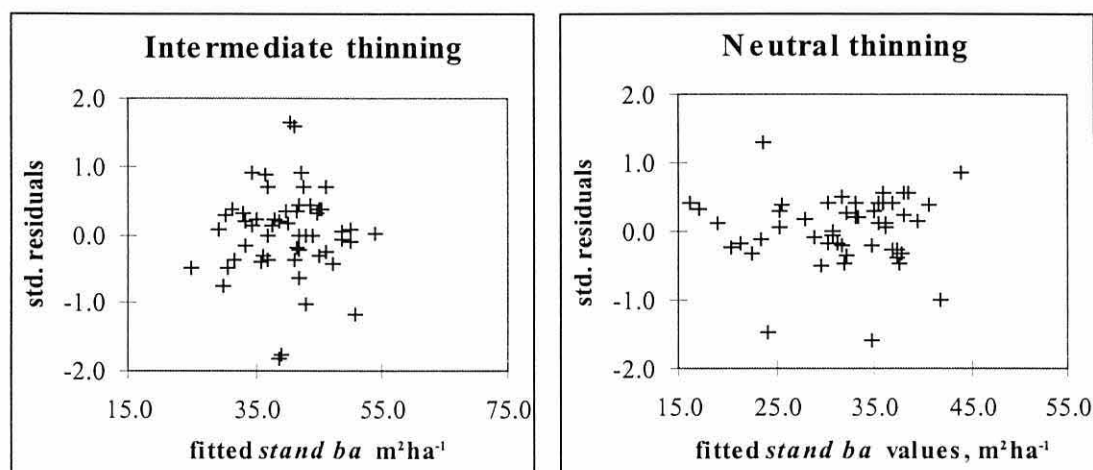 Intermediate thinning
2.0
1.0
0.0
-1.0
-2.0
std. residuals
15.0 35.0 55.0 75.0
fitted stand ba m²ha⁻¹
Neutral thinning
2.0
1.0
0.0
-1.0
-2.0
std. residuals
15.0 25.0 35.0 45.0 55.0
fitted stand ba values, m²ha⁻¹